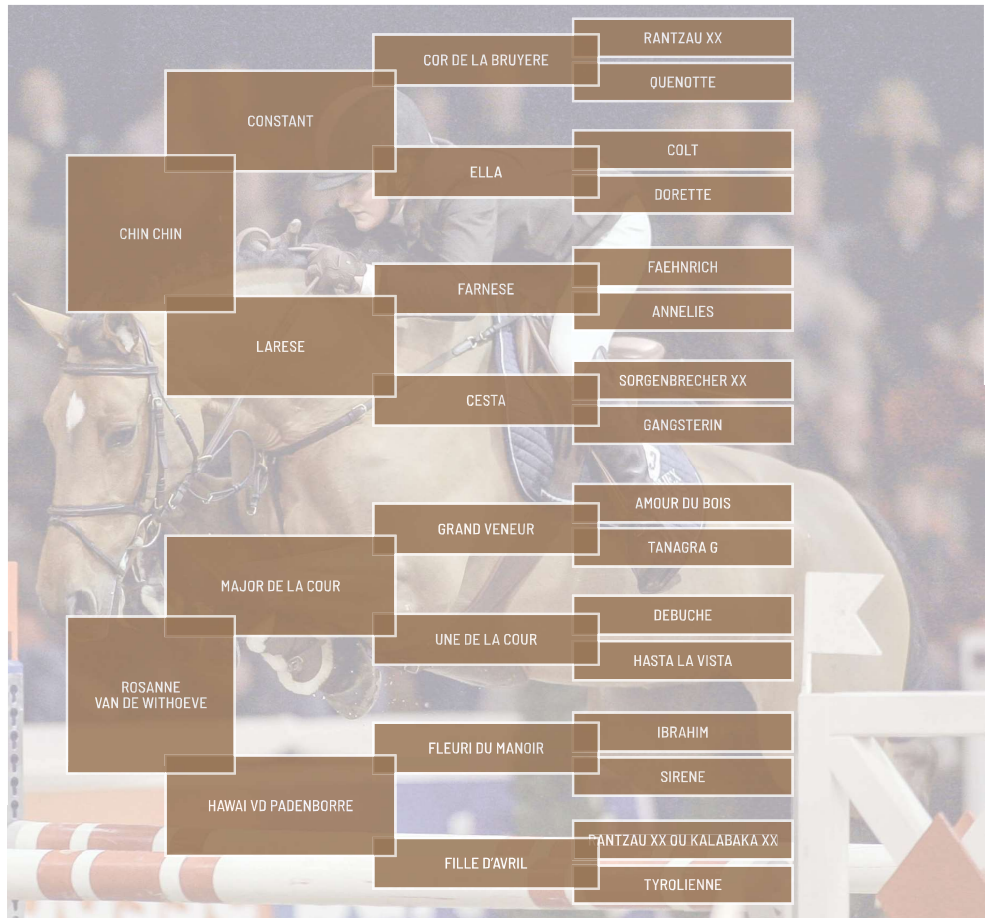 RANTZAU XX
COR DE LA BRUYERE
QUENOTTE
CONSTANT
COLT
ELLA
DORETTE
CHIN CHIN
FAEHNRICH
FARNESE
ANNELIES
LARESE
SORGENBRECHER XX
CESTA
GANGSTERIN
AMOUR DU BOIS
GRAND VENEUR
TANAGRA G
MAJOR DE LA COUR
DEBUCHE
UNE DE LA COUR
HASTA LA VISTA
ROSANNE
VAN DE WITHOEVE
IBRAHIM
FLEURI DU MANOIR
SIRENE
HAWAI VD PADENBORRE
RANTZAU XX OU KALABAKA XX
FILLE D'AVRIL
TYROLIENNE